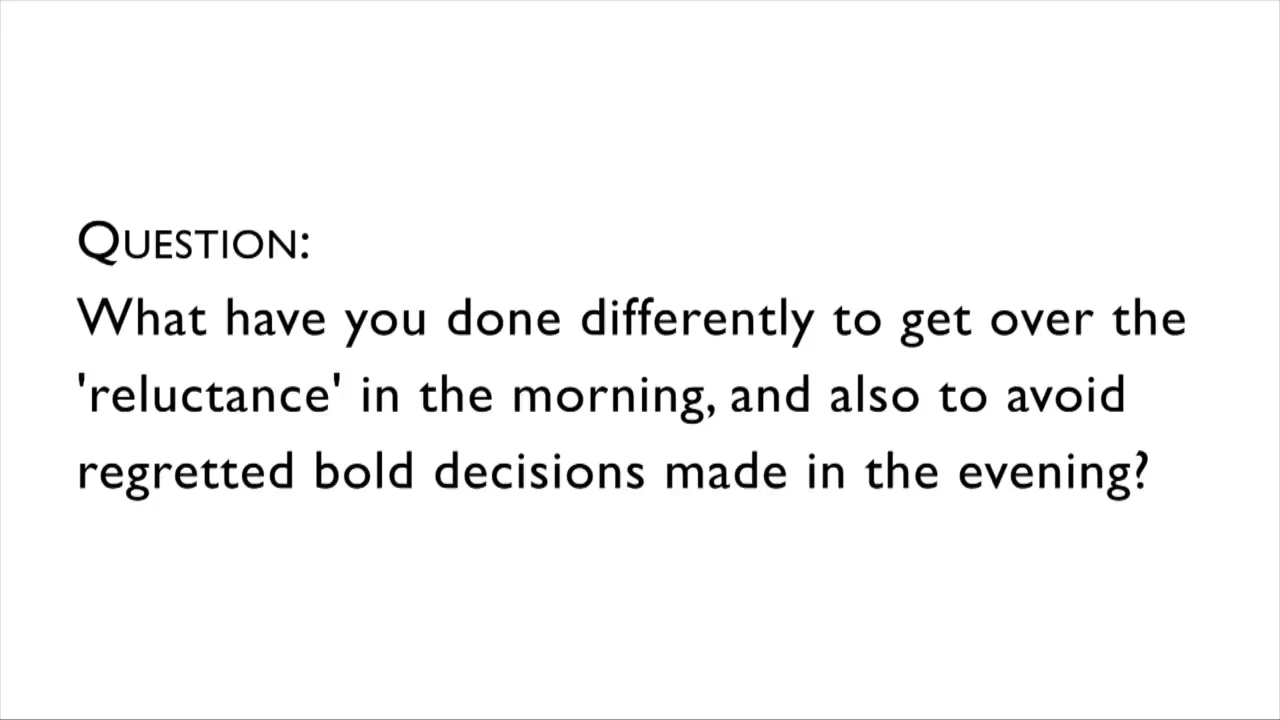 QUESTION:
What have you done differently to get over the
'reluctance' in the morning, and also to avoid
regretted bold decisions made in the evening?